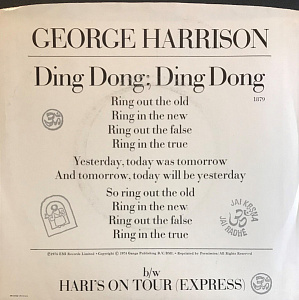 GEORGE HARRISON
Ding Dong; Ding Dong
1879
Ring out the old
Ring in the new
Ring out the false
Ring in the true
Yesterday, today was tomorrow
And tomorrow, today will be yesterday
So ring out the old
Ring in the new
Ring out the false
Ring in the true
JAI KRSNA
ॐ
JAI RADHE
b/w
HARI'S ON TOUR (EXPRESS)